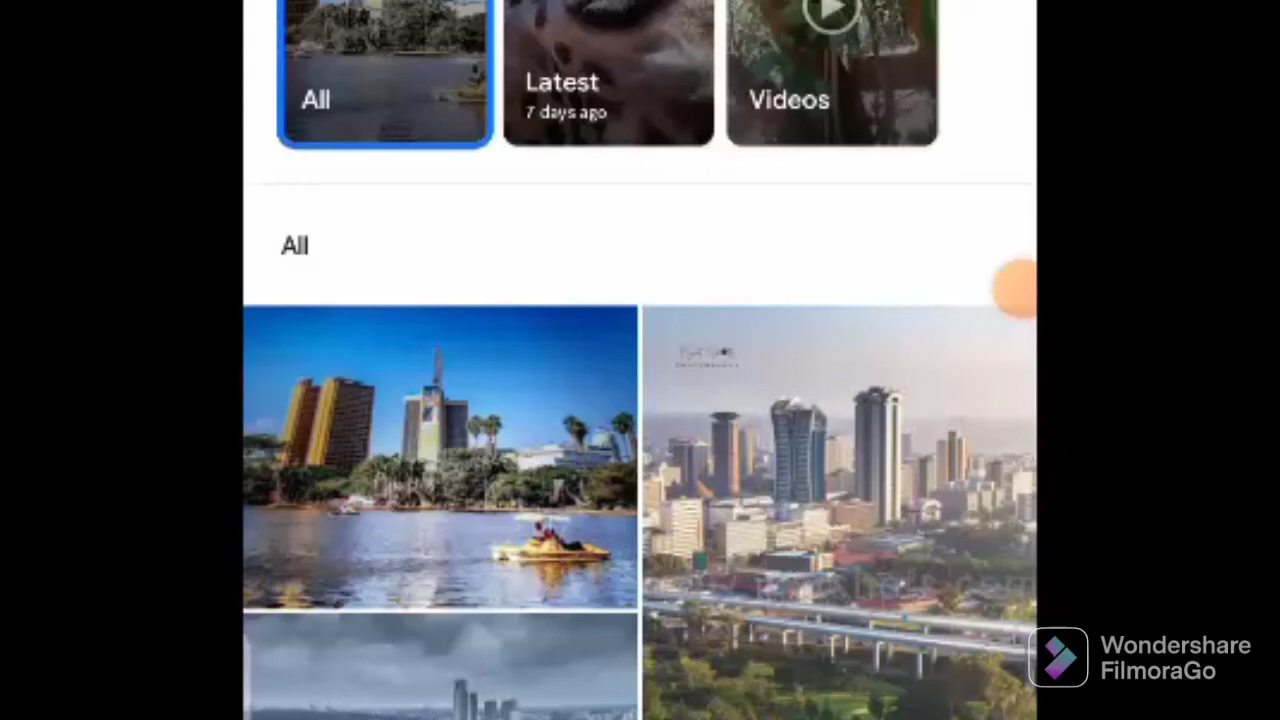 All
Latest
7 days ago
Videos
All
Wondershare
FilmoraGo